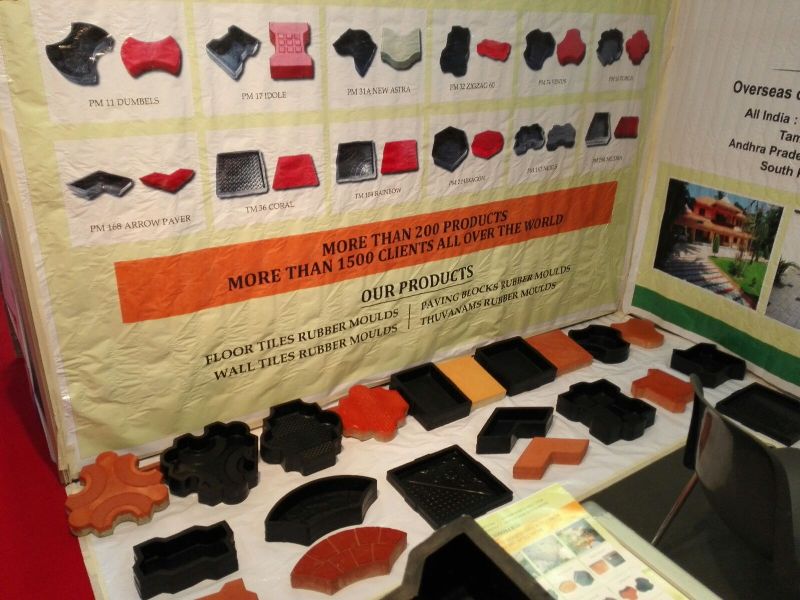 PM 11 DUMBELS
PM 17 IDOLE
PM 31A NEW ASTRA
PM 32 ZIGZAG 60
PM 168 ARROW PAVER
TM 36 CORAL
TM 164 RAINBOW
MORE THAN 200 PRODUCTS
MORE THAN 1500 CLIENTS ALL OVER THE WORLD
OUR PRODUCTS
FLOOR TILES RUBBER MOULDS
WALL TILES RUBBER MOULDS
PAVING BLOCKS RUBBER MOULDS
THUVANAMS RUBBER MOULDS
Overseas
All India :
Andhra
South